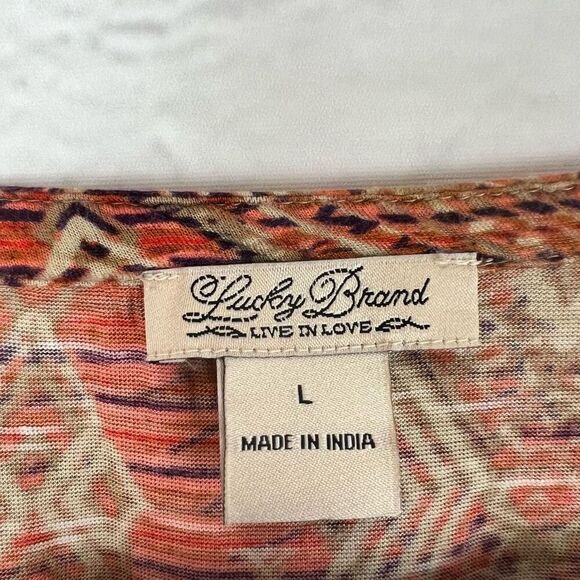 Lucky Brand
LIVE IN LOVE
L
MADE IN INDIA